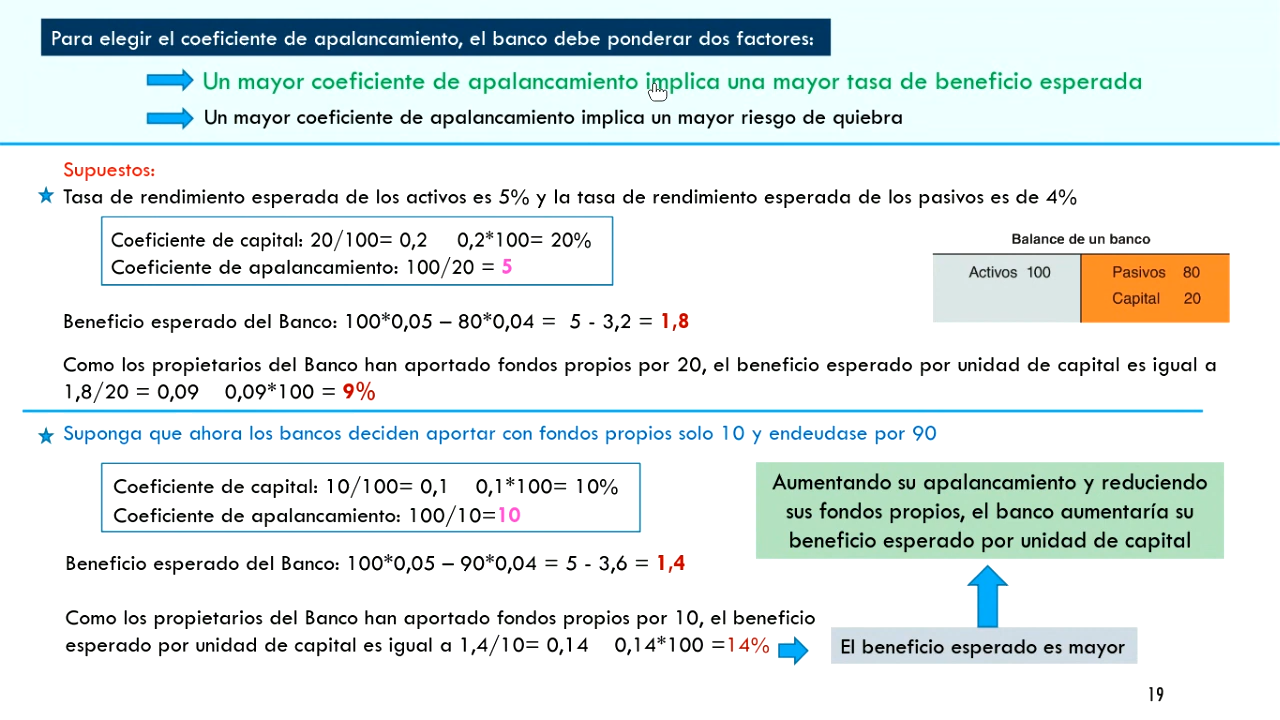 Para elegir el coeficiente de apalancamiento, el banco debe ponderar dos factores:
Un mayor coeficiente de apalancamiento implica una mayor tasa de beneficio esperada
Un mayor coeficiente de apalancamiento implica un mayor riesgo de quiebra
Supuestos:
Tasa de rendimiento esperada de los activos es 5% y la tasa de rendimiento esperada de los pasivos es de 4%
Coeficiente de capital: 20/100= 0,2 0,2*100= 20%
Coeficiente de apalancamiento: 100/20 = 5
Balance de un banco
Activos 100
Pasivos 80
Capital 20
Beneficio esperado del Banco: 100*0,05 – 80*0,04 = 5 - 3,2 = 1,8
Como los propietarios del Banco han aportado fondos propios por 20, el beneficio esperado por unidad de capital es igual a
1,8/20 = 0,09 0,09*100 = 9%
Suponga que ahora los bancos deciden aportar con fondos propios solo 10 y endeudase por 90
Coeficiente de capital: 10/100= 0,1 0,1*100= 10%
Coeficiente de apalancamiento: 100/10=10
Aumentando su apalancamiento y reduciendo
sus fondos propios, el banco aumentaría su
beneficio esperado por unidad de capital
Beneficio esperado del Banco: 100*0,05 – 90*0,04 = 5 - 3,6 = 1,4
Como los propietarios del Banco han aportado fondos propios por 10, el beneficio
esperado por unidad de capital es igual a 1,4/10= 0,14 0,14*100 =14%
El beneficio esperado es mayor
19